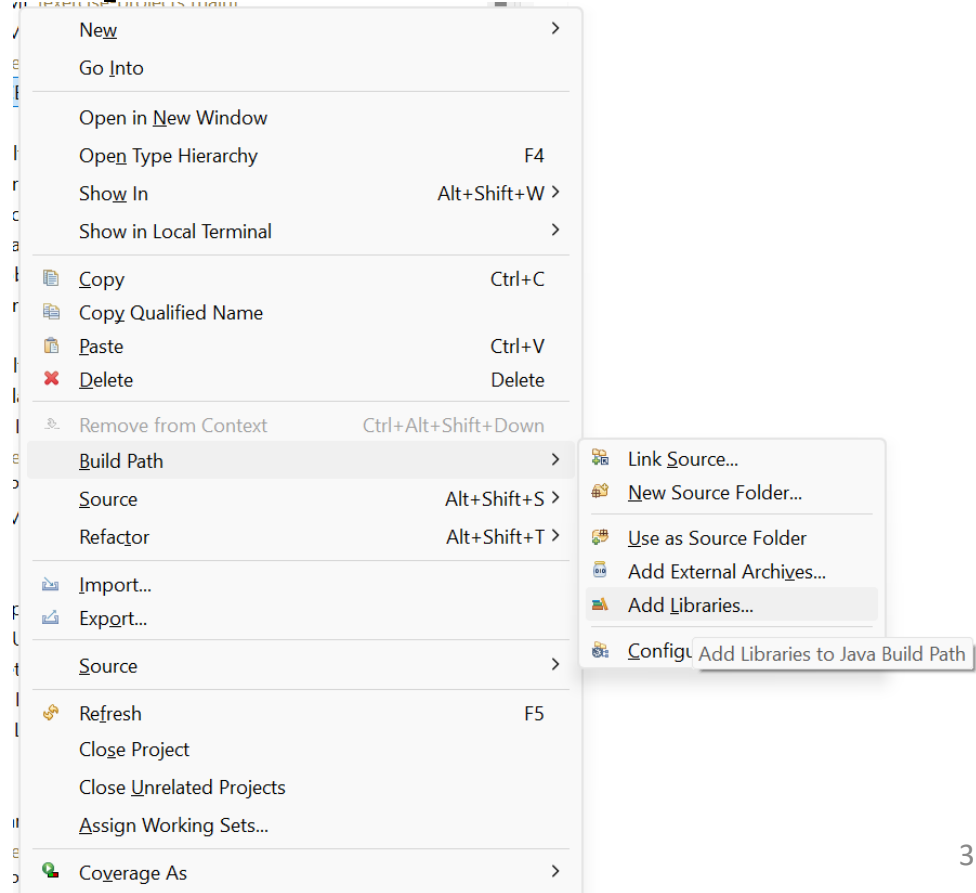 New
Go Into
Open in New Window
Open Type Hierarchy F4
Show In Alt+Shift+W
Show in Local Terminal
Copy Ctrl+C
Copy Qualified Name
Paste Ctrl+V
Delete Delete
Remove from Context Ctrl+Alt+Shift+Down
Build Path
Source Alt+Shift+S
Refactor Alt+Shift+T
Import...
Export...
Source
Refresh F5
Close Project
Close Unrelated Projects
Assign Working Sets...
Coverage As
Link Source...
New Source Folder...
Use as Source Folder
Add External Archives...
Add Libraries...
Configu
Add Libraries to Java Build Path
3